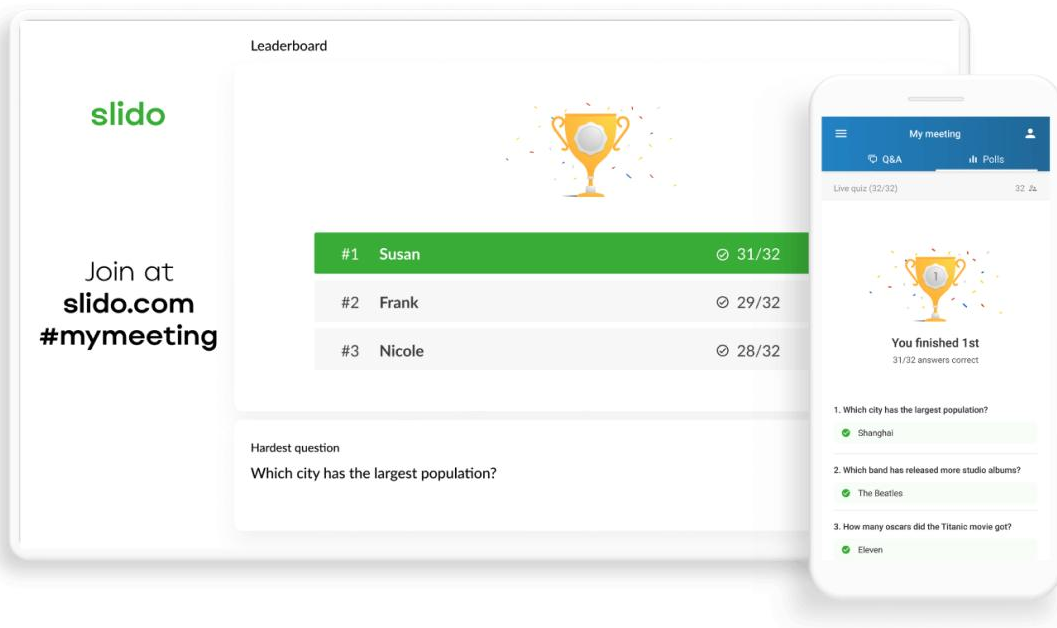 Leaderboard
slido
Join at
slido.com
#mymeeting
#1 Susan 31/32
#2 Frank 29/32
#3 Nicole 28/32
Hardest question
Which city has the largest population?
My meeting
Q&A Polls
Live quiz (32/32) 32
1
You finished 1st
31/32 answers correct
1. Which city has the largest population?
Shanghai
2. Which band has released more studio albums?
The Beatles
3. How many oscars did the Titanic movie got?
Eleven